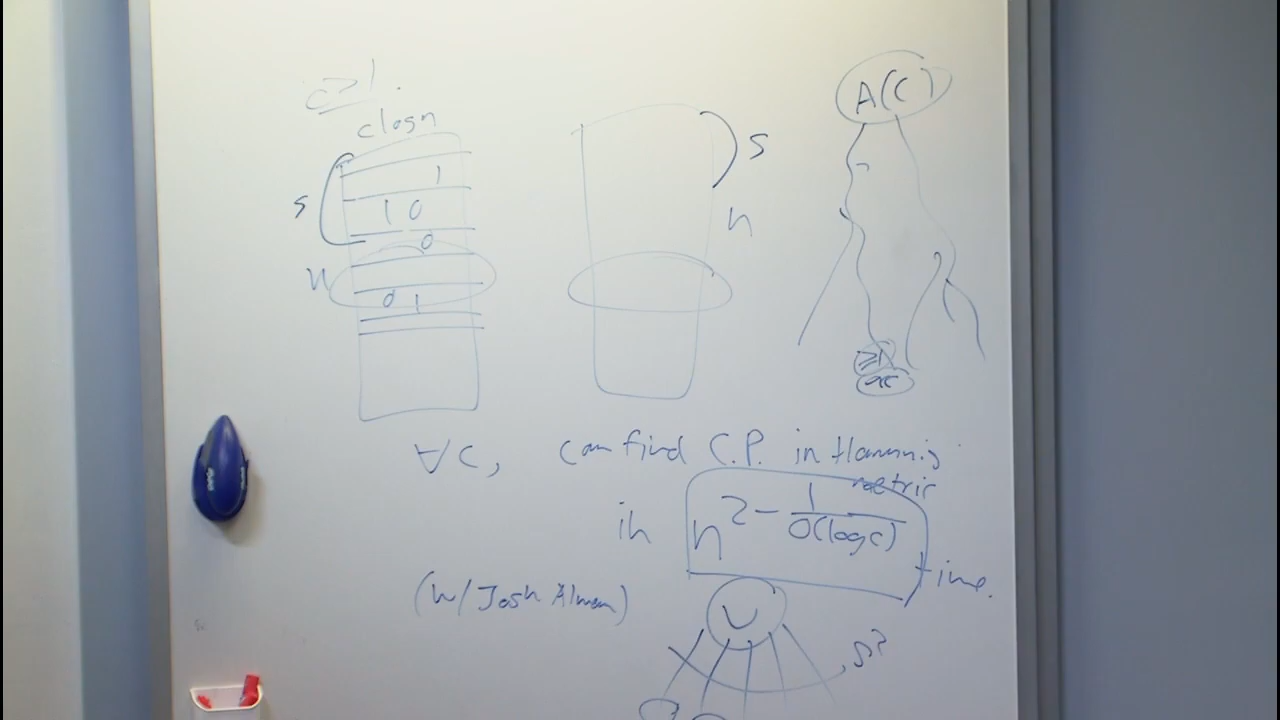 c ≥ 1.
c log n
s
1
1 0
0
n
0 1
s
n
A(C)
∀c, can find C.P. in Hamming
metric
in n^{2 - 1/O(log c)} time.
(w/ Josh Alman)
∨
s²